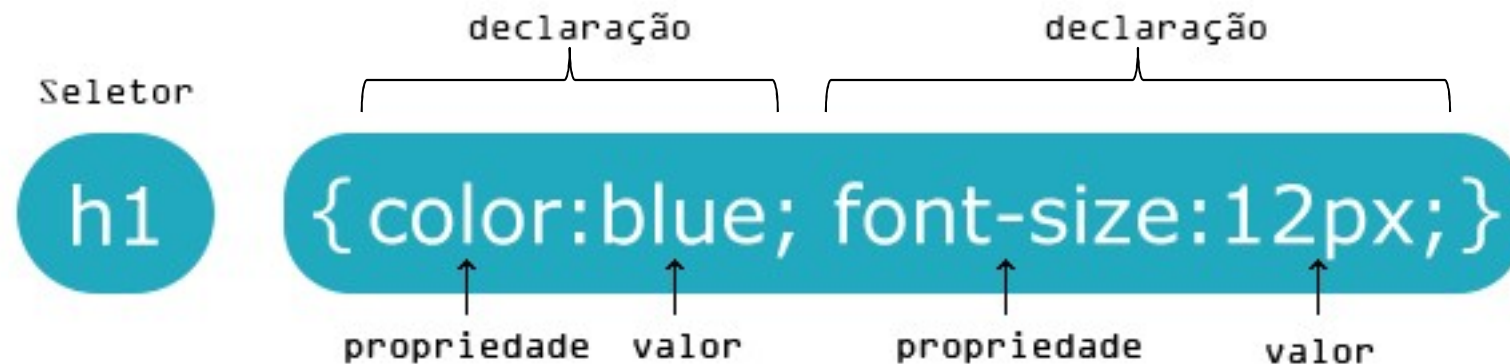 declaração declaração
Seletor
h1 {color:blue; font-size:12px;}
propriedade valor propriedade valor